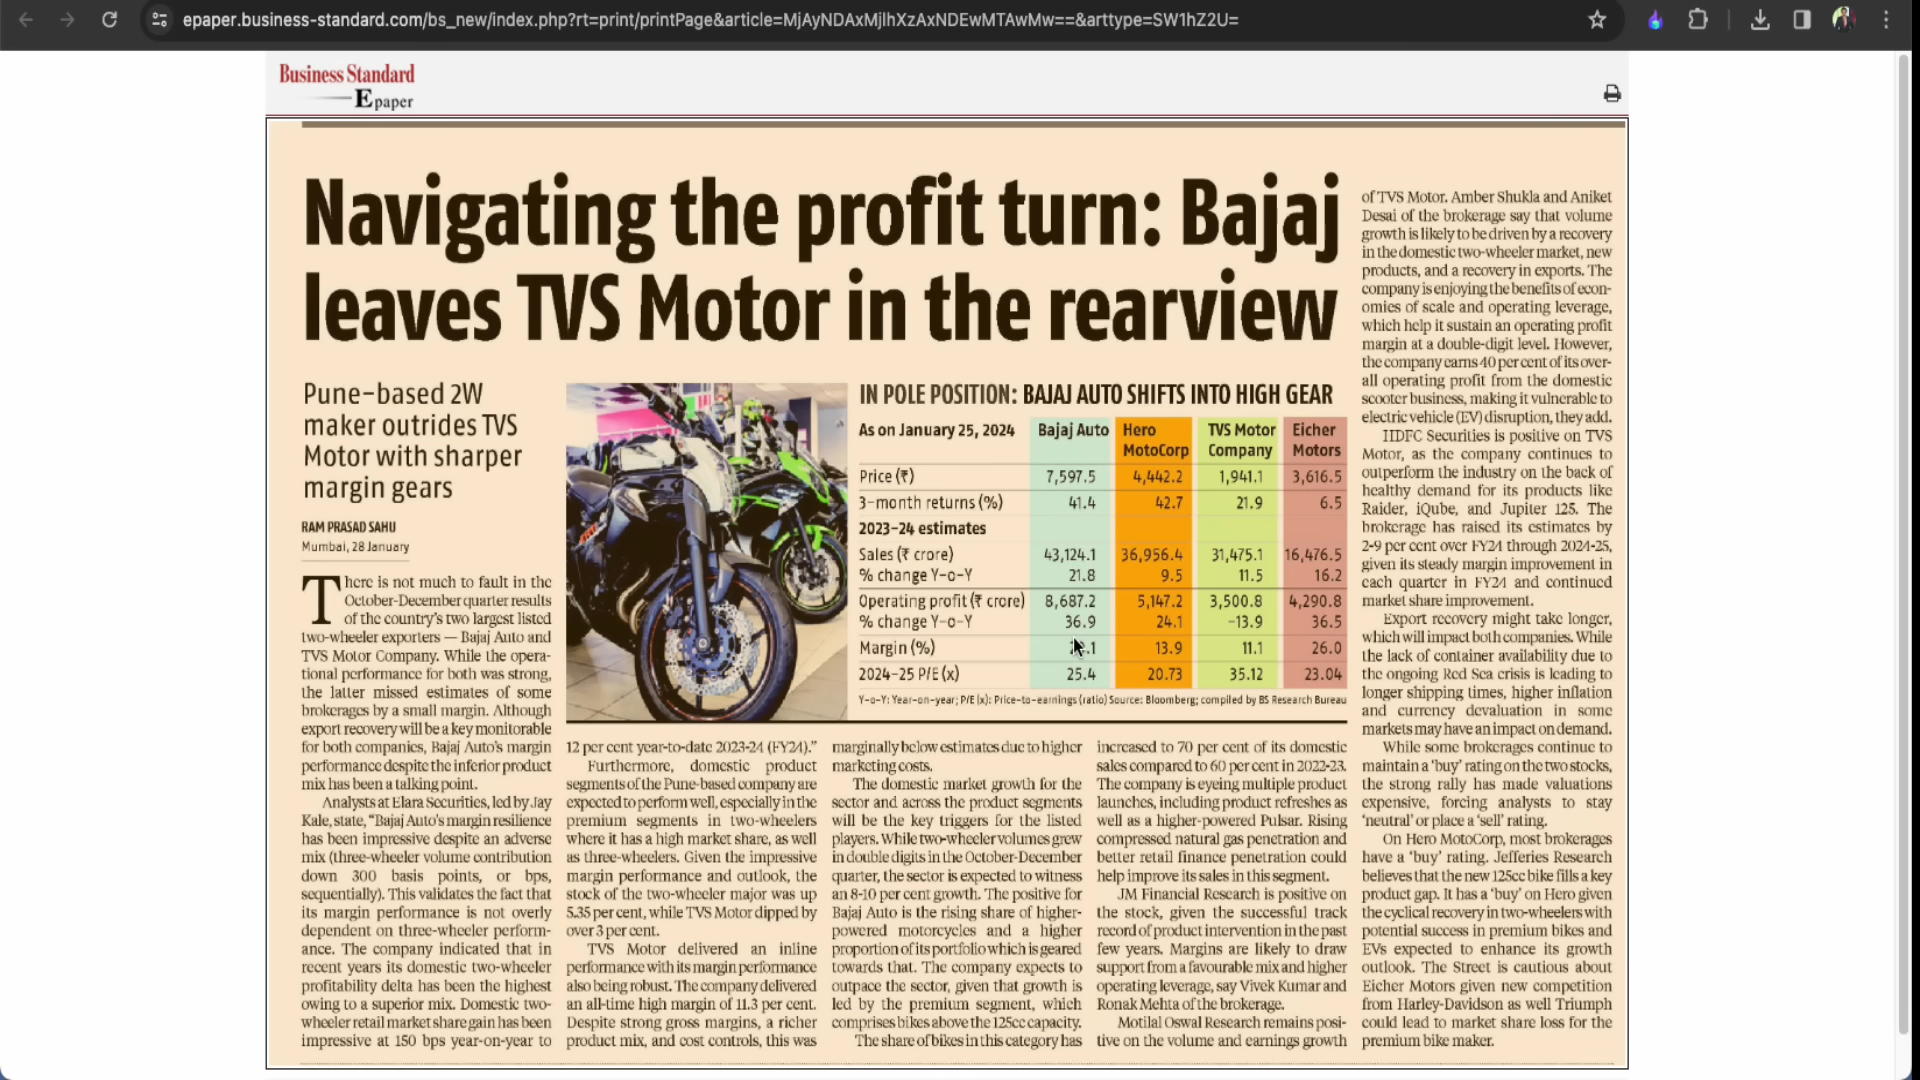 epaper.business-standard.com/bs_new/index.php?rt=print/printPage&article=MjAyNDAxMjlhXzAxNDEwMTAwMw==&arttype=SW1hZ2U=
Business Standard
Epaper
Navigating the profit turn: Bajaj
leaves TVS Motor in the rearview
Pune-based 2W
maker outrides TVS
Motor with sharper
margin gears
RAM PRASAD SAHU
Mumbai, 28 January
There is not much to fault in the
October-December quarter results
of the country's two largest listed
two-wheeler exporters — Bajaj Auto and
TVS Motor Company. While the opera-
tional performance for both was strong,
the latter missed estimates of some
brokerages by a small margin. Although
export recovery will be a key monitorable
for both companies, Bajaj Auto's margin
performance despite the inferior product
mix has been a talking point.
Analysts at Elara Securities, led by Jay
Kale, state, “Bajaj Auto's margin resilience
has been impressive despite an adverse
mix (three-wheeler volume contribution
down 300 basis points, or bps,
sequentially). This validates the fact that
its margin performance is not overly
dependent on three-wheeler perform-
ance. The company indicated that in
recent years its domestic two-wheeler
profitability delta has been the highest
owing to a superior mix. Domestic two-
wheeler retail market share gain has been
impressive at 150 bps year-on-year to
IN POLE POSITION: BAJAJ AUTO SHIFTS INTO HIGH GEAR
As on January 25, 2024 Bajaj Auto Hero MotoCorp TVS Motor Company Eicher Motors
Price (₹) 7,597.5 4,442.2 1,941.1 3,616.5
3-month returns (%) 41.4 42.7 21.9 6.5
2023-24 estimates
Sales (₹ crore) 43,124.1 36,956.4 31,475.1 16,476.5
% change Y-o-Y 21.8 9.5 11.5 16.2
Operating profit (₹ crore) 8,687.2 5,147.2 3,500.8 4,290.8
% change Y-o-Y 36.9 24.1 -13.9 36.5
Margin (%) 13.9 11.1 26.0
2024-25 P/E (x) 25.4 20.73 35.12 23.04
Y-o-Y: Year-on-year; P/E (x): Price-to-earnings (ratio) Source: Bloomberg; compiled by BS Research Bureau
12 per cent year-to-date 2023-24 (FY24).”
Furthermore, domestic product
segments of the Pune-based company are
expected to perform well, especially in the
premium segments in two-wheelers
where it has a high market share, as well
as three-wheelers. Given the impressive
margin performance and outlook, the
stock of the two-wheeler major was up
5.35 per cent, while TVS Motor dipped by
over 3 per cent.
TVS Motor delivered an inline
performance with its margin performance
also being robust. The company delivered
an all-time high margin of 11.3 per cent.
Despite strong gross margins, a richer
product mix, and cost controls, this was
marginally below estimates due to higher
marketing costs.
The domestic market growth for the
sector and across the product segments
will be the key triggers for the listed
players. While two-wheeler volumes grew
in double digits in the October-December
quarter, the sector is expected to witness
an 8-10 per cent growth. The positive for
Bajaj Auto is the rising share of higher-
powered motorcycles and a higher
proportion of its portfolio which is geared
towards that. The company expects to
outpace the sector, given that growth is
led by the premium segment, which
comprises bikes above the 125cc capacity.
The share of bikes in this category has
increased to 70 per cent of its domestic
sales compared to 60 per cent in 2022-23.
The company is eyeing multiple product
launches, including product refreshes as
well as a higher-powered Pulsar. Rising
compressed natural gas penetration and
better retail finance penetration could
help improve its sales in this segment.
JM Financial Research is positive on
the stock, given the successful track
record of product intervention in the past
few years. Margins are likely to draw
support from a favourable mix and higher
operating leverage, say Vivek Kumar and
Ronak Mehta of the brokerage.
Motilal Oswal Research remains posi-
tive on the volume and earnings growth
of TVS Motor. Amber Shukla and Aniket
Desai of the brokerage say that volume
growth is likely to be driven by a recovery
in the domestic two-wheeler market, new
products, and a recovery in exports. The
company is enjoying the benefits of econ-
omies of scale and operating leverage,
which help it sustain an operating profit
margin at a double-digit level. However,
the company earns 40 per cent of its over-
all operating profit from the domestic
scooter business, making it vulnerable to
electric vehicle (EV) disruption, they add.
HDFC Securities is positive on TVS
Motor, as the company continues to
outperform the industry on the back of
healthy demand for its products like
Raider, iQube, and Jupiter 125. The
brokerage has raised its estimates by
2-9 per cent over FY24 through 2024-25,
given its steady margin improvement in
each quarter in FY24 and continued
market share improvement.
Export recovery might take longer,
which will impact both companies. While
the lack of container availability due to
the ongoing Red Sea crisis is leading to
longer shipping times, higher inflation
and currency devaluation in some
markets may have an impact on demand.
While some brokerages continue to
maintain a ‘buy’ rating on the two stocks,
the strong rally has made valuations
expensive, forcing analysts to stay
‘neutral’ or place a ‘sell’ rating.
On Hero MotoCorp, most brokerages
have a ‘buy’ rating. Jefferies Research
believes that the new 125cc bike fills a key
product gap. It has a ‘buy’ on Hero given
the cyclical recovery in two-wheelers with
potential success in premium bikes and
EVs expected to enhance its growth
outlook. The Street is cautious about
Eicher Motors given new competition
from Harley-Davidson as well Triumph
could lead to market share loss for the
premium bike maker.